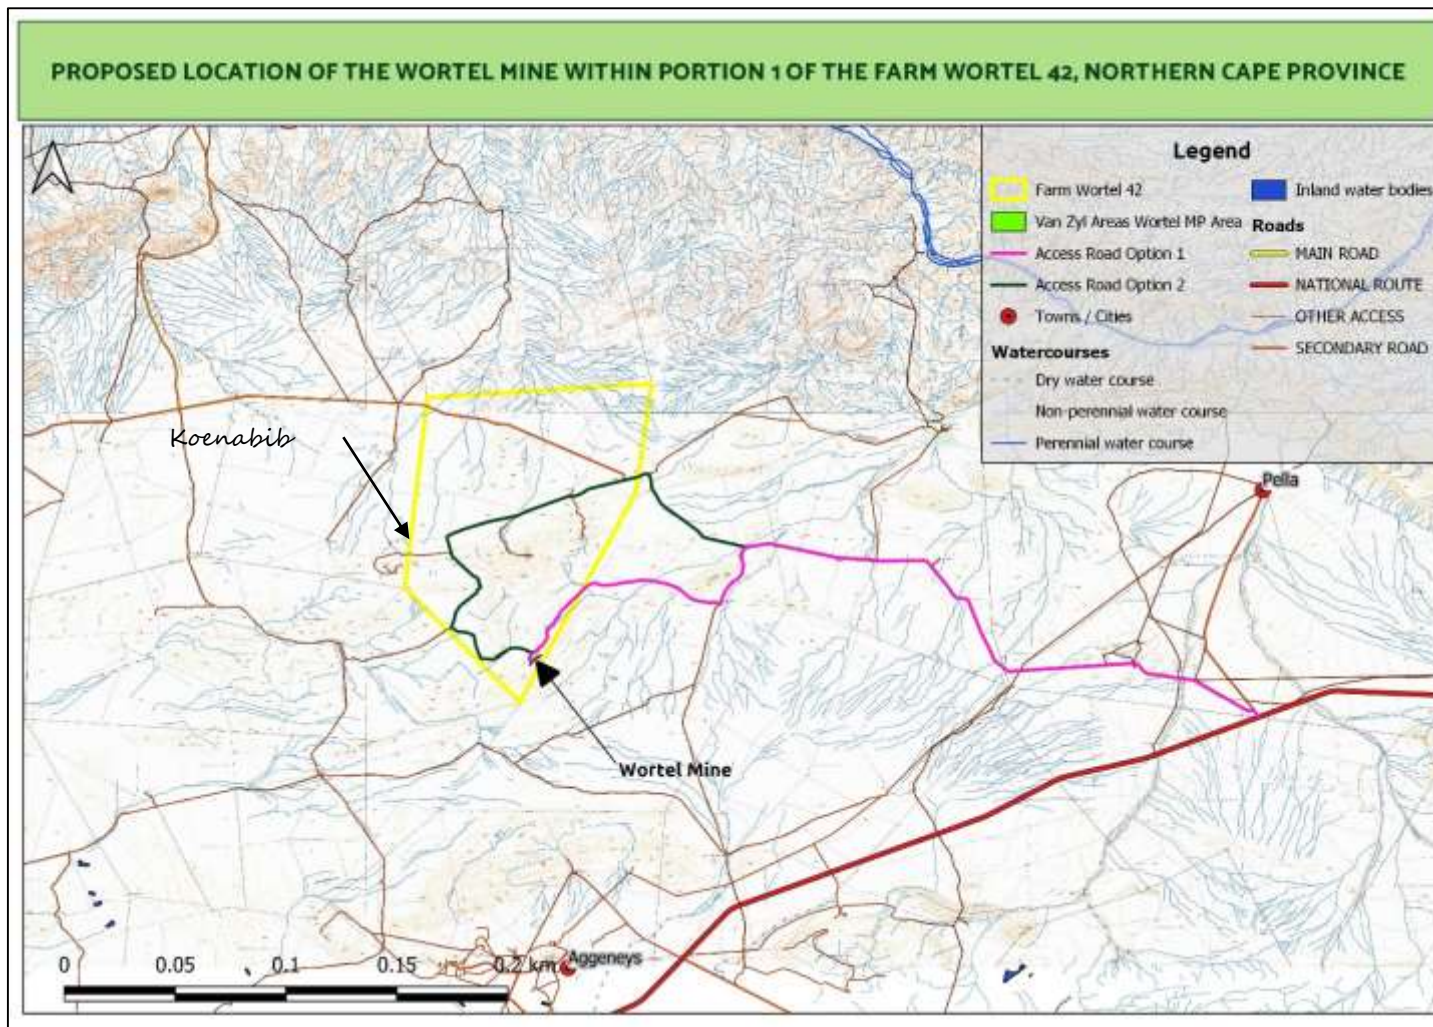 PROPOSED LOCATION OF THE WORTEL MINE WITHIN PORTION 1 OF THE FARM WORTEL 42, NORTHERN CAPE PROVINCE
Legend
Farm Wortel 42
Van Zyl Areas Wortel MP Area
Access Road Option 1
Access Road Option 2
Towns / Cities
Watercourses
Dry water course
Non-perennial water course
Perennial water course
Inland water bodies
Roads
MAIN ROAD
NATIONAL ROUTE
OTHER ACCESS
SECONDARY ROAD
Koenabib
Pella
Wortel Mine
Aggeneys
0 0.05 0.1 0.15 0.2 km